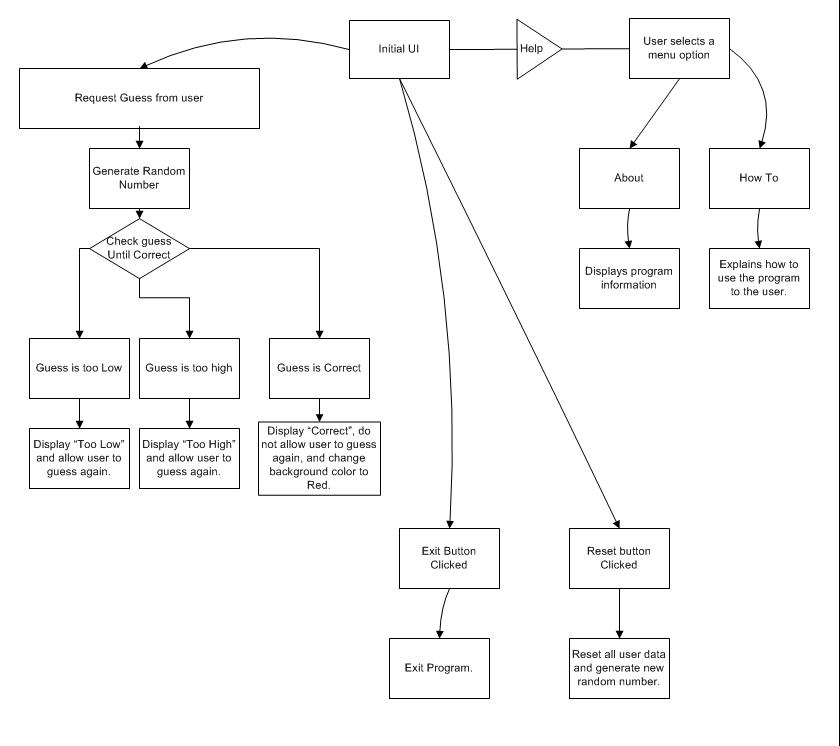 Initial UI
Help
User selects a
menu option
Request Guess from user
Generate Random
Number
About
How To
Check guess
Until Correct
Displays program
information
Explains how to
use the program
to the user.
Guess is too Low
Guess is too high
Guess is Correct
Display “Too Low”
and allow user to
guess again.
Display “Too High”
and allow user to
guess again.
Display “Correct”, do
not allow user to guess
again, and change
background color to
Red.
Exit Button
Clicked
Reset button
Clicked
Exit Program.
Reset all user data
and generate new
random number.